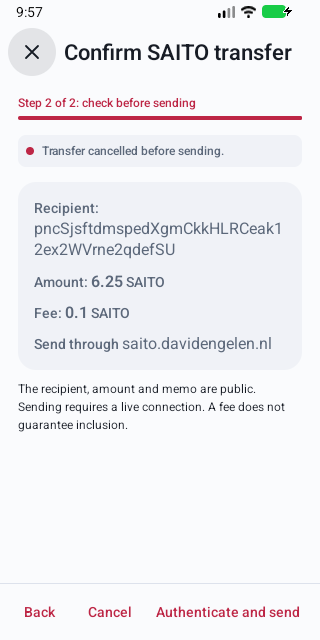 9:57
Confirm SAITO transfer
Step 2 of 2: check before sending
Transfer cancelled before sending.
Recipient:
pncSjsftdmspedXgmCkkHLRCeak1
2ex2WVrne2qdefSU
Amount: 6.25 SAITO
Fee: 0.1 SAITO
Send through saito.davidengelen.nl
The recipient, amount and memo are public.
Sending requires a live connection. A fee does not
guarantee inclusion.
Back Cancel Authenticate and send